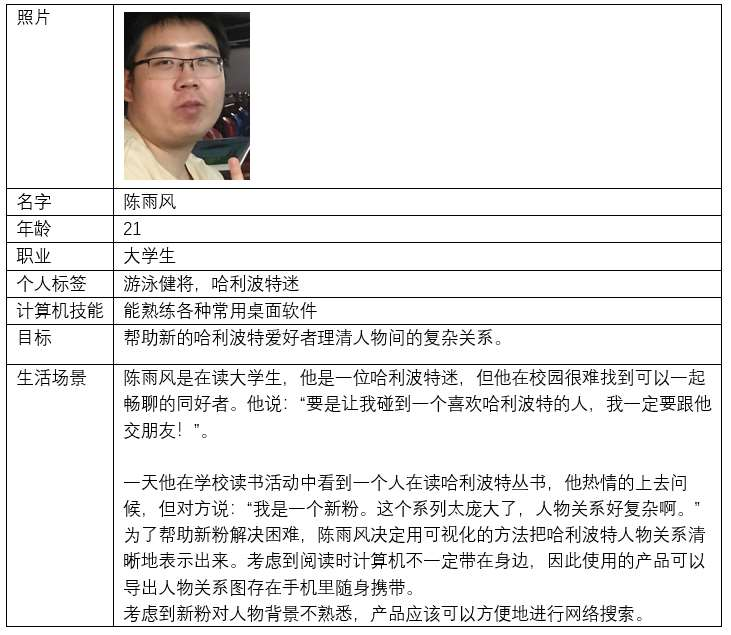 照片
名字 陈雨风
年龄 21
职业 大学生
个人标签 游泳健将，哈利波特迷
计算机技能 能熟练各种常用桌面软件
目标 帮助新的哈利波特爱好者理清人物间的复杂关系。
生活场景 陈雨风是在读大学生，他是一位哈利波特迷，但他在校园很难找到可以一起
畅聊的同好者。他说：“要是让我碰到一个喜欢哈利波特的人，我一定要跟他
交朋友！”。
一天他在学校读书活动中看到一个人在读哈利波特丛书，他热情的上去问
候，但对方说：“我是一个新粉。这个系列太庞大了，人物关系好复杂啊。”
为了帮助新粉解决困难，陈雨风决定用可视化的方法把哈利波特人物关系清
晰地表示出来。考虑到阅读时计算机不一定带在身边，因此使用的产品可以
导出人物关系图存在手机里随身携带。
考虑到新粉对人物背景不熟悉，产品应该可以方便地进行网络搜索。